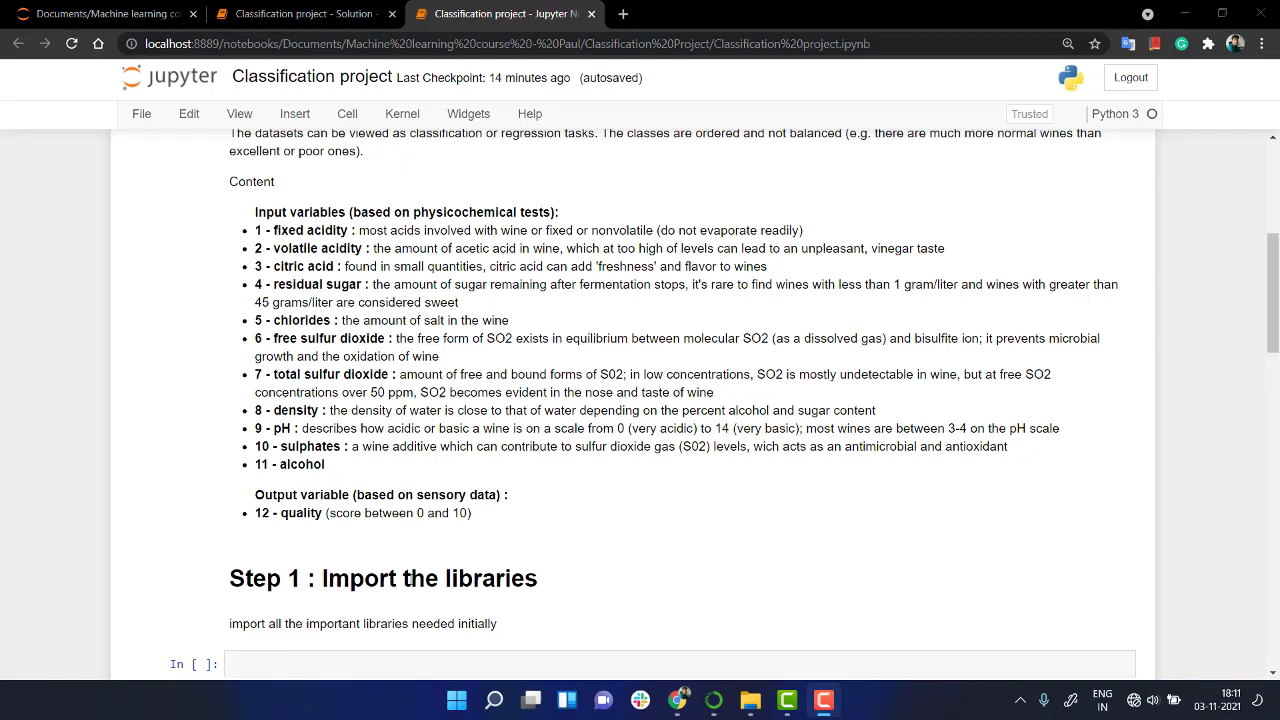 Documents/Machine learning co
Classification project - Solution -
Classification project - Jupyter N
localhost:8889/notebooks/Documents/Machine%20learning%20course%20-%20Paul/Classification%20Project/Classification%20project.ipynb
jupyter Classification project Last Checkpoint: 14 minutes ago (autosaved)
Logout
File Edit View Insert Cell Kernel Widgets Help
Trusted
Python 3
The datasets can be viewed as classification or regression tasks. The classes are ordered and not balanced (e.g. there are much more normal wines than
excellent or poor ones).
Content
Input variables (based on physicochemical tests):
1 - fixed acidity : most acids involved with wine or fixed or nonvolatile (do not evaporate readily)
2 - volatile acidity : the amount of acetic acid in wine, which at too high of levels can lead to an unpleasant, vinegar taste
3 - citric acid : found in small quantities, citric acid can add 'freshness' and flavor to wines
4 - residual sugar : the amount of sugar remaining after fermentation stops, it's rare to find wines with less than 1 gram/liter and wines with greater than
45 grams/liter are considered sweet
5 - chlorides : the amount of salt in the wine
6 - free sulfur dioxide : the free form of SO2 exists in equilibrium between molecular SO2 (as a dissolved gas) and bisulfite ion; it prevents microbial
growth and the oxidation of wine
7 - total sulfur dioxide : amount of free and bound forms of S02; in low concentrations, SO2 is mostly undetectable in wine, but at free SO2
concentrations over 50 ppm, SO2 becomes evident in the nose and taste of wine
8 - density : the density of water is close to that of water depending on the percent alcohol and sugar content
9 - pH : describes how acidic or basic a wine is on a scale from 0 (very acidic) to 14 (very basic); most wines are between 3-4 on the pH scale
10 - sulphates : a wine additive which can contribute to sulfur dioxide gas (S02) levels, wich acts as an antimicrobial and antioxidant
11 - alcohol
Output variable (based on sensory data) :
12 - quality (score between 0 and 10)
Step 1 : Import the libraries
import all the important libraries needed initially
In [ ]:
ENG
IN
18:11
03-11-2021